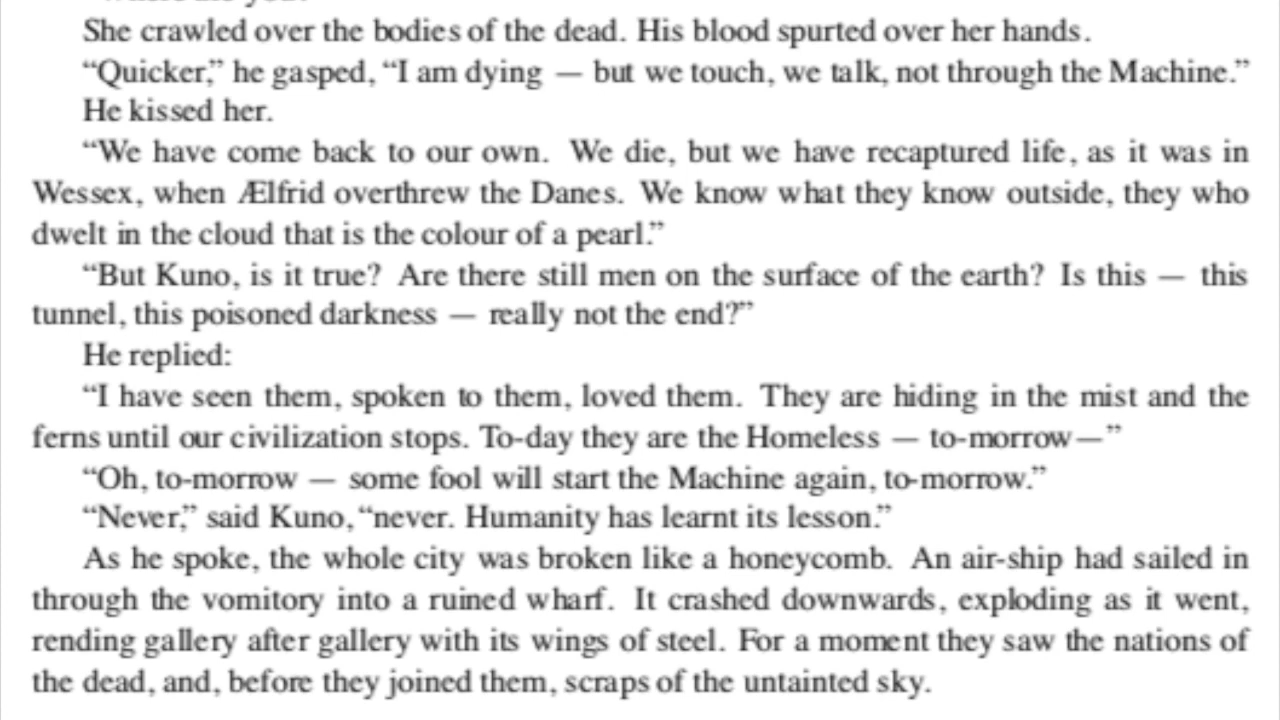 She crawled over the bodies of the dead. His blood spurted over her hands.
“Quicker,” he gasped, “I am dying — but we touch, we talk, not through the Machine.”
He kissed her.
“We have come back to our own. We die, but we have recaptured life, as it was in
Wessex, when Ælfrid overthrew the Danes. We know what they know outside, they who
dwelt in the cloud that is the colour of a pearl.”
“But Kuno, is it true? Are there still men on the surface of the earth? Is this — this
tunnel, this poisoned darkness — really not the end?”
He replied:
“I have seen them, spoken to them, loved them. They are hiding in the mist and the
ferns until our civilization stops. To-day they are the Homeless — to-morrow—”
“Oh, to-morrow — some fool will start the Machine again, to-morrow.”
“Never,” said Kuno, “never. Humanity has learnt its lesson.”
As he spoke, the whole city was broken like a honeycomb. An air-ship had sailed in
through the vomitory into a ruined wharf. It crashed downwards, exploding as it went,
rending gallery after gallery with its wings of steel. For a moment they saw the nations of
the dead, and, before they joined them, scraps of the untainted sky.